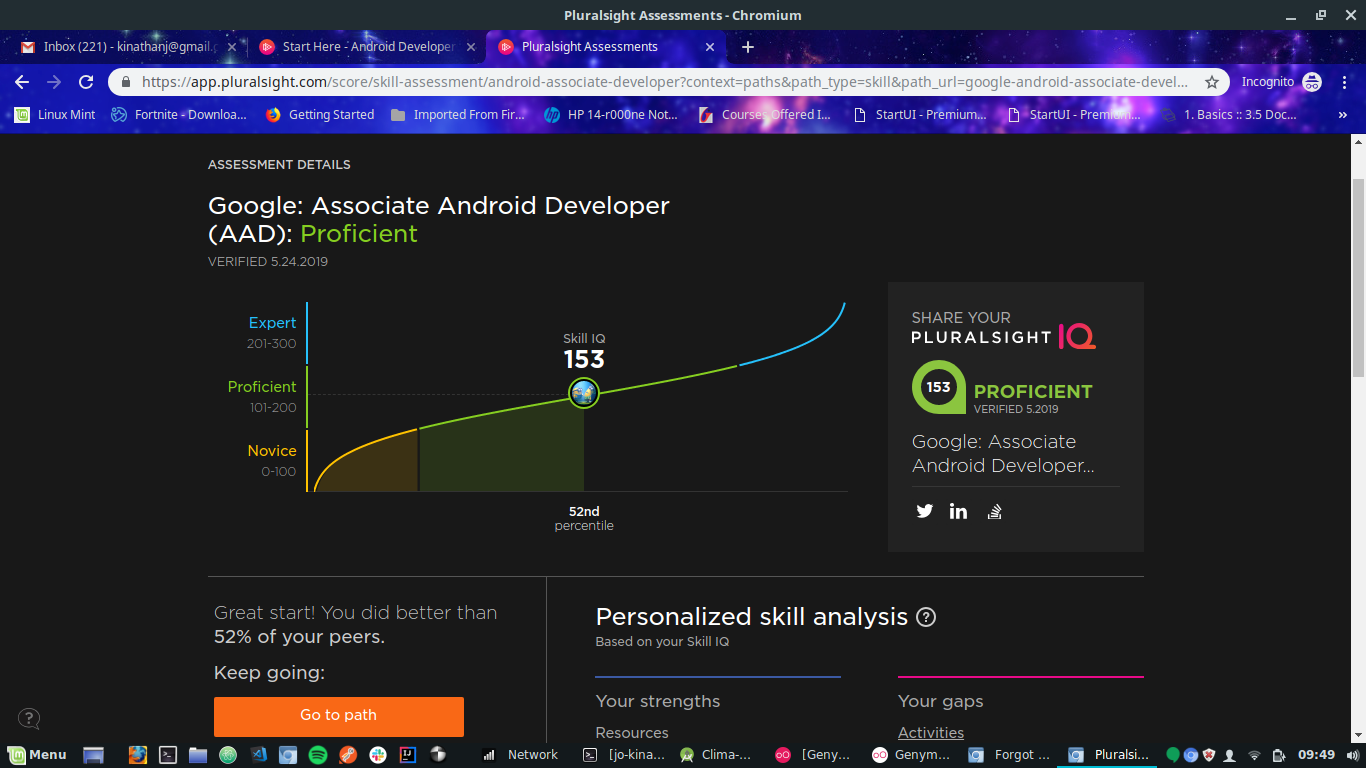 Pluralsight Assessments - Chromium
Inbox (221) - kinathanj@gmail.
Start Here - Android Developer
Pluralsight Assessments
https://app.pluralsight.com/score/skill-assessment/android-associate-developer?context=paths&path_type=skill&path_url=google-android-associate-devel...
Incognito
Linux Mint
Fortnite - Downloa...
Getting Started
Imported From Fir...
HP 14-r000ne Not...
Courses Offered I...
StartUI - Premium...
StartUI - Premium...
1. Basics :: 3.5 Doc...
ASSESSMENT DETAILS
Google: Associate Android Developer
(AAD): Proficient
VERIFIED 5.24.2019
Expert
201-300
Proficient
101-200
Novice
0-100
Skill IQ
153
52nd
percentile
SHARE YOUR
PLURALSIGHT IQ
153
PROFICIENT
VERIFIED 5.2019
Google: Associate
Android Developer...
Great start! You did better than
52% of your peers.
Keep going:
Go to path
Personalized skill analysis
Based on your Skill IQ
Your strengths
Resources
Your gaps
Activities
Menu
Network
[jo-kina...
Clima-...
[Geny...
Genym...
Forgot ...
Pluralsi...
09:49